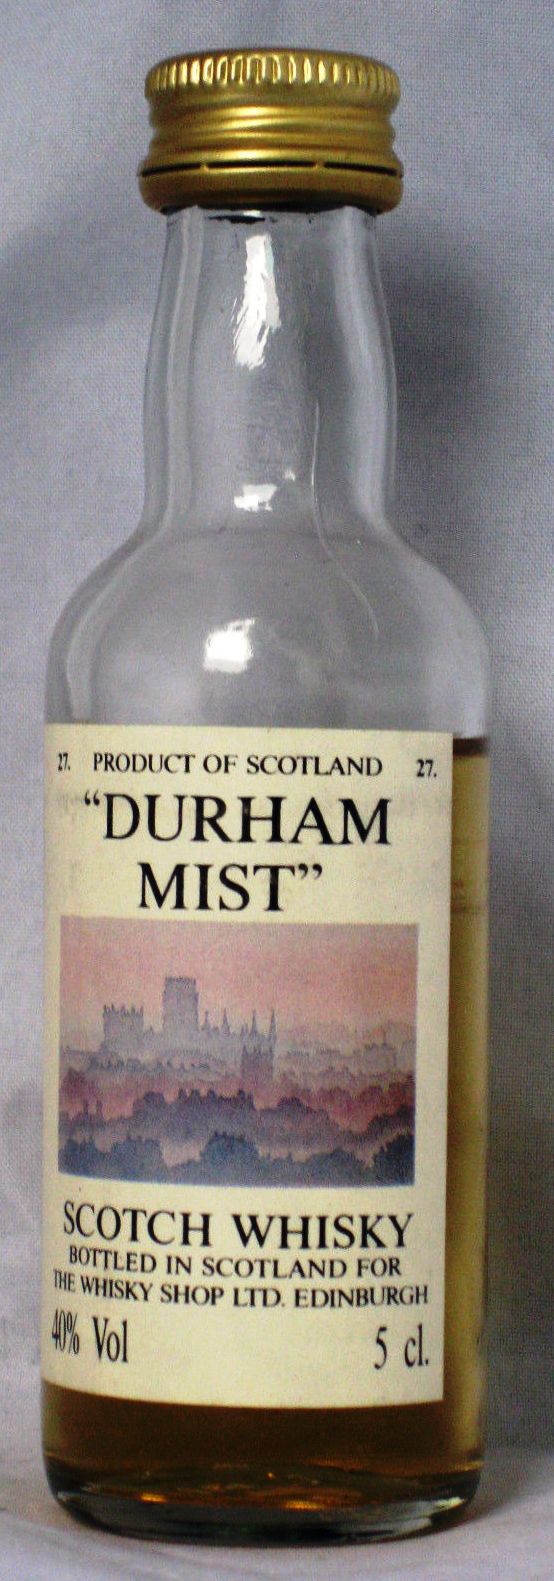 27. PRODUCT OF SCOTLAND 27.
“DURHAM
MIST”
SCOTCH WHISKY
BOTTLED IN SCOTLAND FOR
THE WHISKY SHOP LTD. EDINBURGH
40% Vol 5 cl.